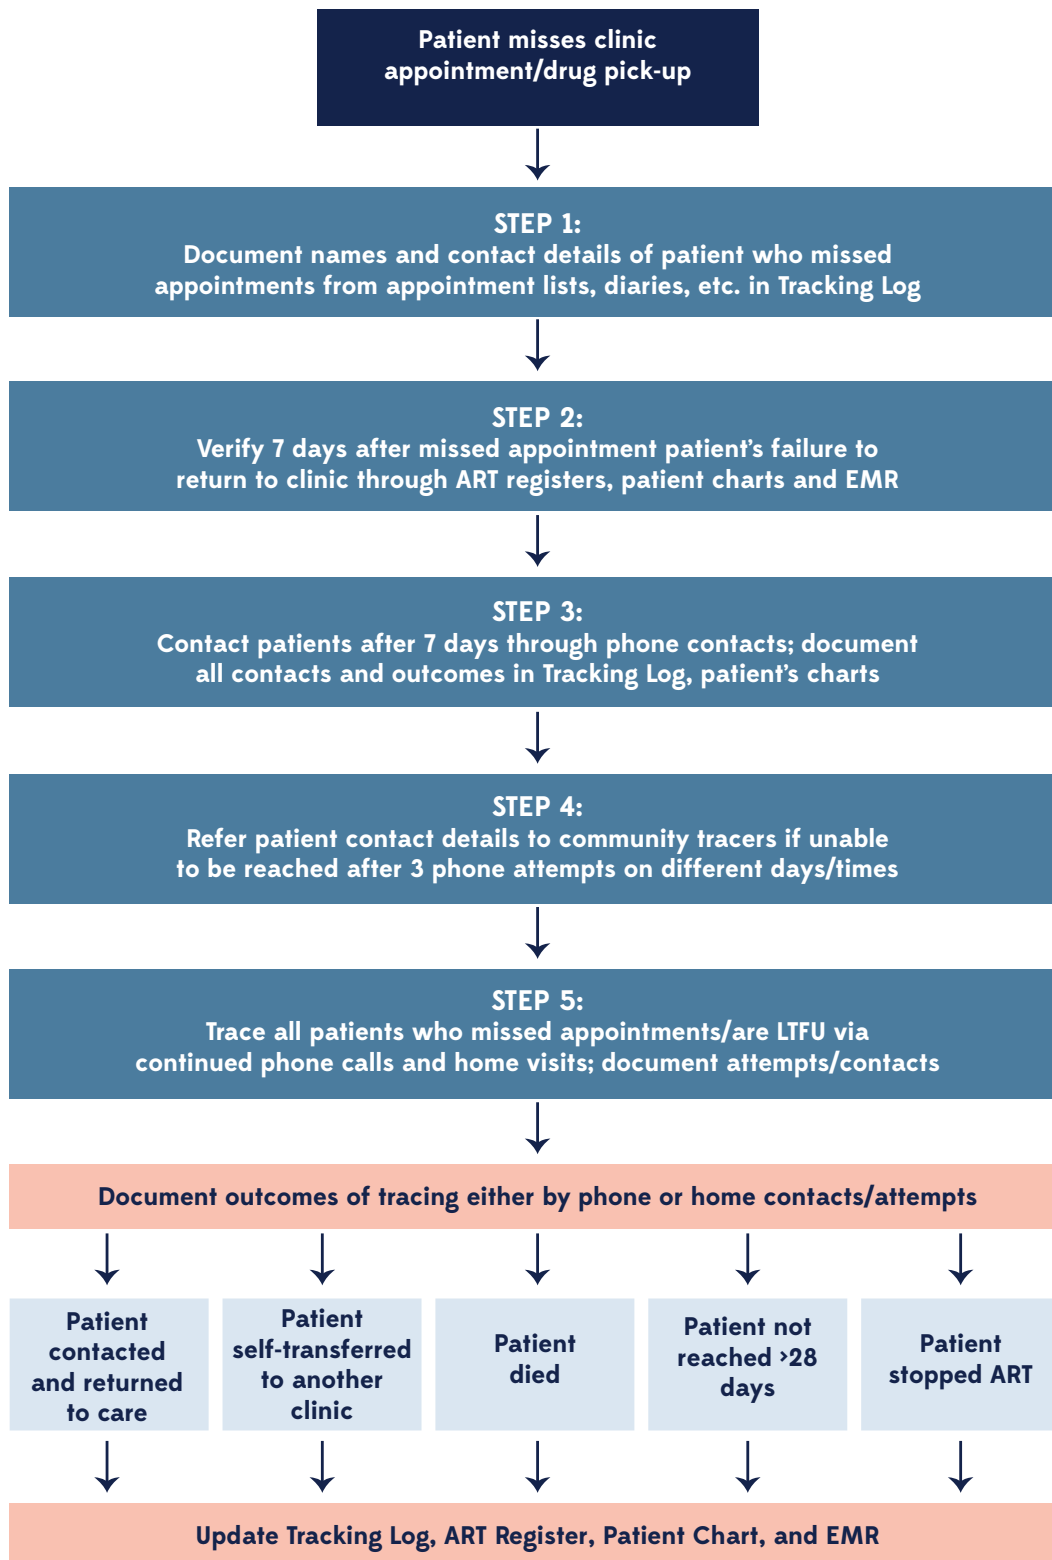 Patient misses clinic
appointment/drug pick-up
STEP 1:
Document names and contact details of patient who missed
appointments from appointment lists, diaries, etc. in Tracking Log
STEP 2:
Verify 7 days after missed appointment patient's failure to
return to clinic through ART registers, patient charts and EMR
STEP 3:
Contact patients after 7 days through phone contacts; document
all contacts and outcomes in Tracking Log, patient's charts
STEP 4:
Refer patient contact details to community tracers if unable
to be reached after 3 phone attempts on different days/times
STEP 5:
Trace all patients who missed appointments/are LTFU via
continued phone calls and home visits; document attempts/contacts
Document outcomes of tracing either by phone or home contacts/attempts
Patient
contacted
and returned
to care
Patient
self-transferred
to another
clinic
Patient
died
Patient not
reached >28
days
Patient
stopped ART
Update Tracking Log, ART Register, Patient Chart, and EMR